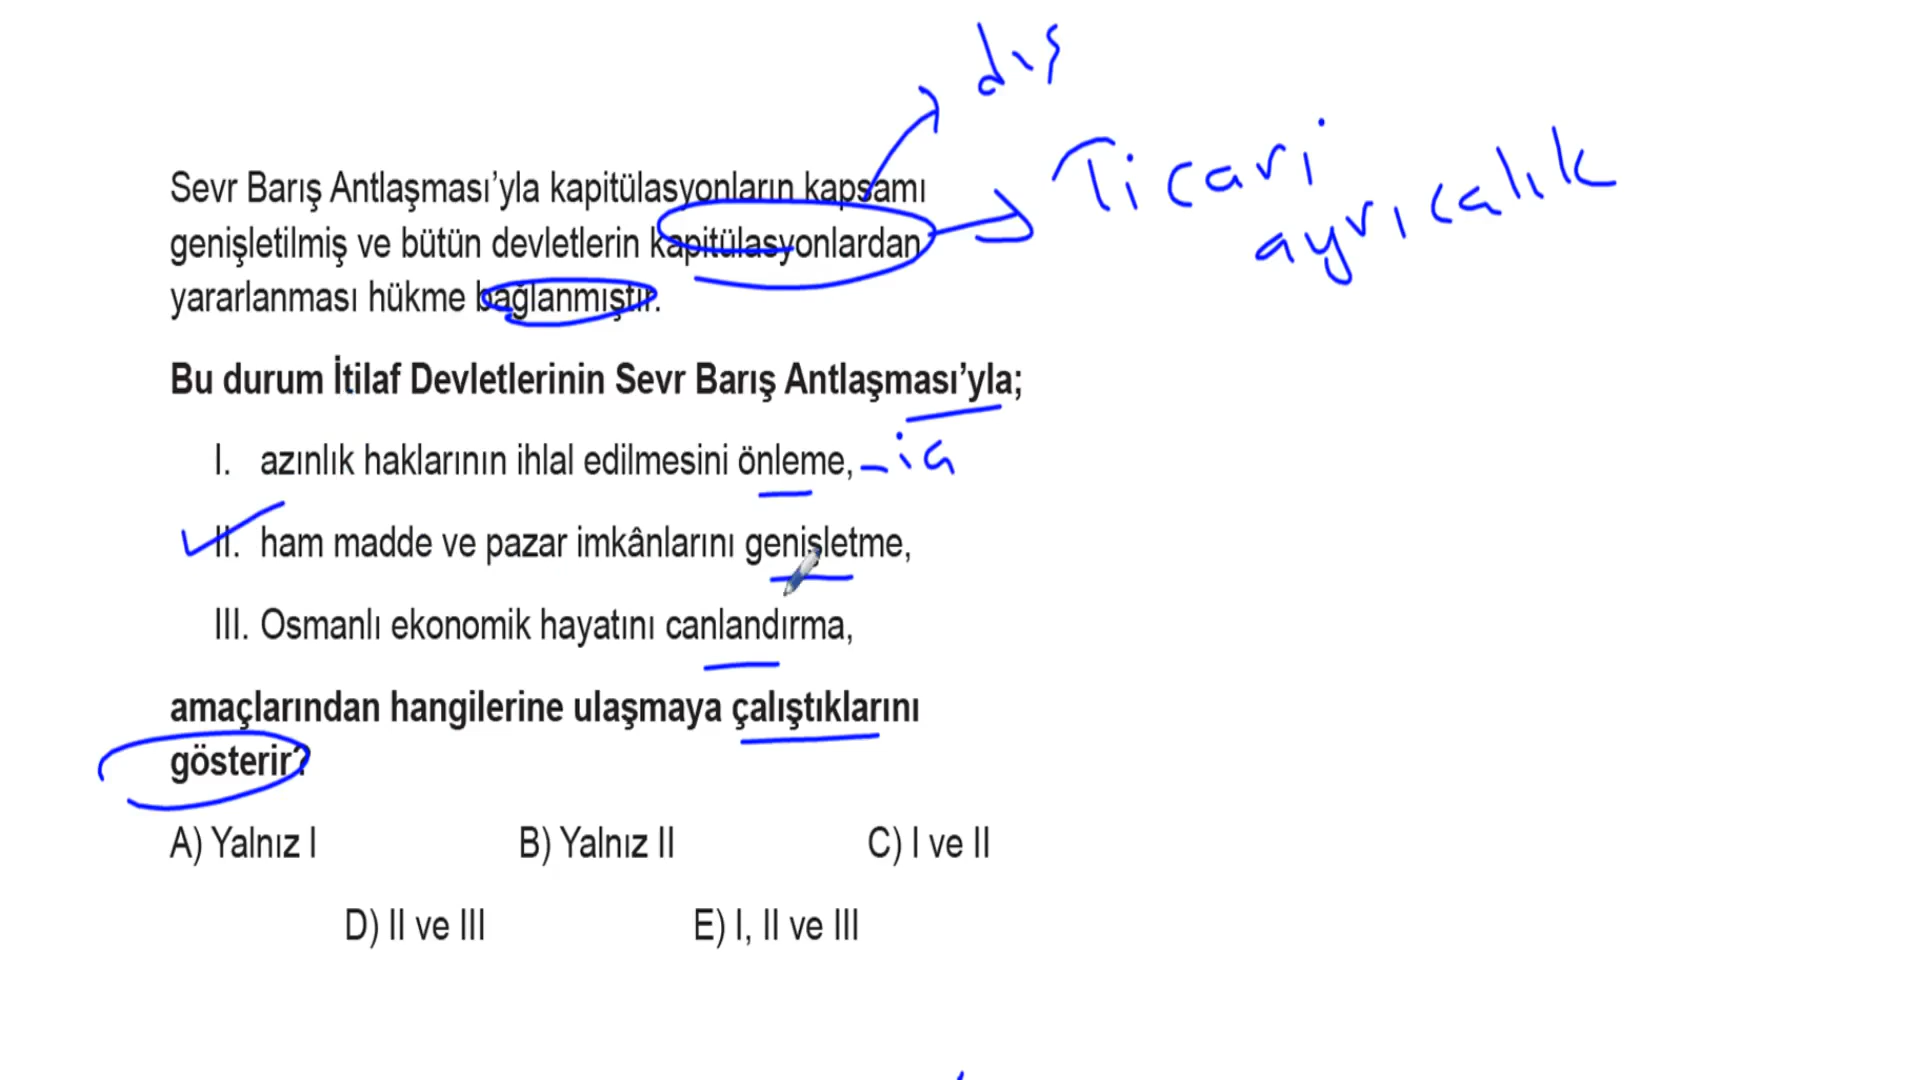 dış
Ticari
ayrıcalık
Sevr Barış Antlaşması’yla kapitülasyonların kapsamı
genişletilmiş ve bütün devletlerin kapitülasyonlardan
yararlanması hükme bağlanmıştır.
Bu durum İtilaf Devletlerinin Sevr Barış Antlaşması’yla;
I. azınlık haklarının ihlal edilmesini önleme, -iç
II. ham madde ve pazar imkânlarını genişletme,
III. Osmanlı ekonomik hayatını canlandırma,
amaçlarından hangilerine ulaşmaya çalıştıklarını
gösterir?
A) Yalnız I B) Yalnız II C) I ve II
D) II ve III E) I, II ve III